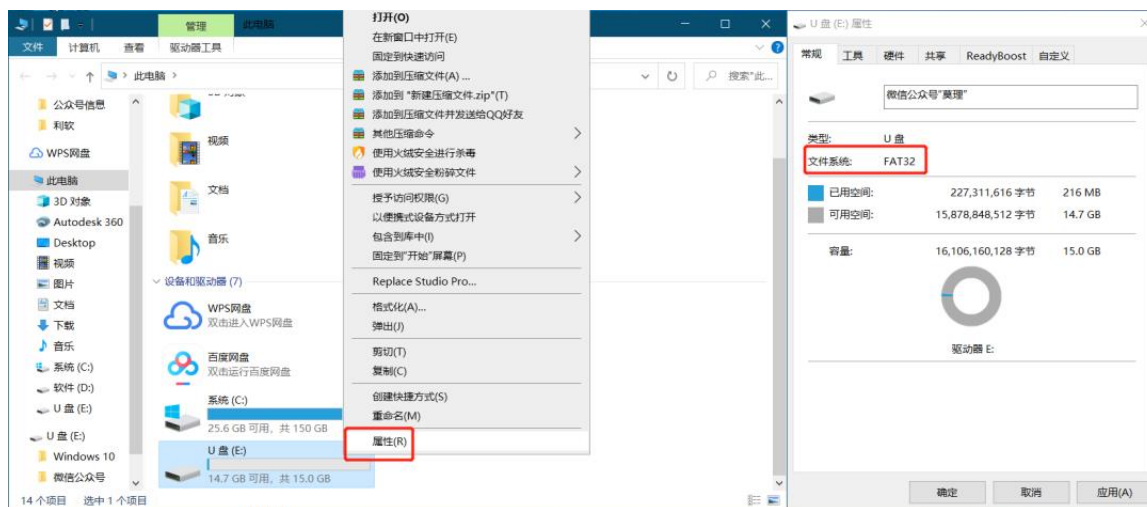 管理
此电脑
文件
计算机
查看
驱动器工具
此电脑
搜索"此...
公众号信息
利软
WPS网盘
此电脑
3D 对象
Autodesk 360
Desktop
视频
图片
文档
下载
音乐
系统 (C:)
软件 (D:)
U 盘 (E:)
U 盘 (E:)
Windows 10
微信公众号
14 个项目
选中 1 个项目
视频
文档
音乐
设备和驱动器 (7)
WPS网盘
双击进入WPS网盘
百度网盘
双击运行百度网盘
系统 (C:)
25.6 GB 可用，共 150 GB
U 盘 (E:)
14.7 GB 可用，共 15.0 GB
打开(O)
在新窗口中打开(E)
固定到快速访问
添加到压缩文件(A) ...
添加到 "新建压缩文件.zip"(T)
添加到压缩文件并发送给QQ好友
其他压缩命令
使用火绒安全进行杀毒
使用火绒安全粉碎文件
授予访问权限(G)
以便携式设备方式打开
包含到库中(I)
固定到"开始"屏幕(P)
Replace Studio Pro...
格式化(A)...
弹出(J)
剪切(T)
复制(C)
创建快捷方式(S)
重命名(M)
属性(R)
U 盘 (E:) 属性
常规
工具
硬件
共享
ReadyBoost
自定义
微信公众号"莫理"
类型: U 盘
文件系统: FAT32
已用空间: 227,311,616 字节 216 MB
可用空间: 15,878,848,512 字节 14.7 GB
容量: 16,106,160,128 字节 15.0 GB
驱动器 E:
确定
取消
应用(A)